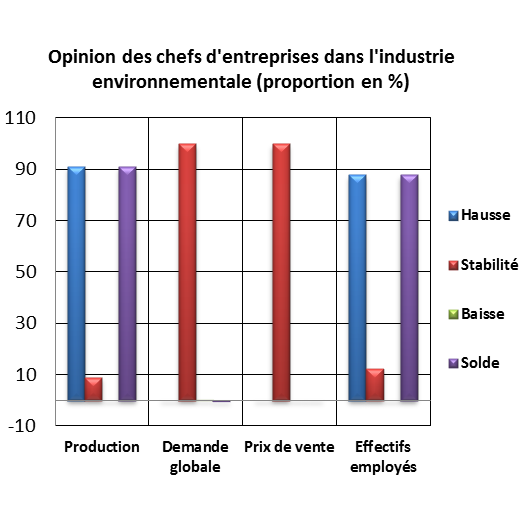 Opinion des chefs d'entreprises dans l'industrie
environnementale (proportion en %)
110
90
70
50
30
10
-10
Hausse
Stabilité
Baisse
Solde
Production
Demande globale
Prix de vente
Effectifs employés